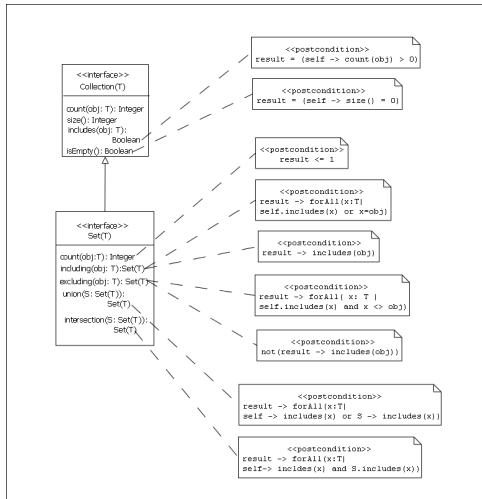 <<interface>>
Collection(T)
count(obj: T): Integer
size(): Integer
includes(obj: T):
Boolean
isEmpty(): Boolean
<<interface>>
Set(T)
count(obj:T): Integer
including(obj: T):Set(T)
excluding(obj: T): Set(T)
union(S: Set(T)):
Set(T)
intersection(S: Set(T)):
Set(T)
<<postcondition>>
result = (self -> count(obj) > 0)
<<postcondition>>
result = (self -> size() = 0)
<<postcondition>>
result <= 1
<<postcondition>>
result -> forAll(x:T|
self.includes(x) or x=obj)
<<postcondition>>
result -> includes(obj)
<<postcondition>>
result -> forAll( x: T |
self.includes(x) and x <> obj)
<<postcondition>>
not(result -> includes(obj))
<<postcondition>>
result -> forAll(x:T|
self -> includes(x) or S -> includes(x))
<<postcondition>>
result -> forAll(x:T|
self-> incldes(x) and S.includes(x))